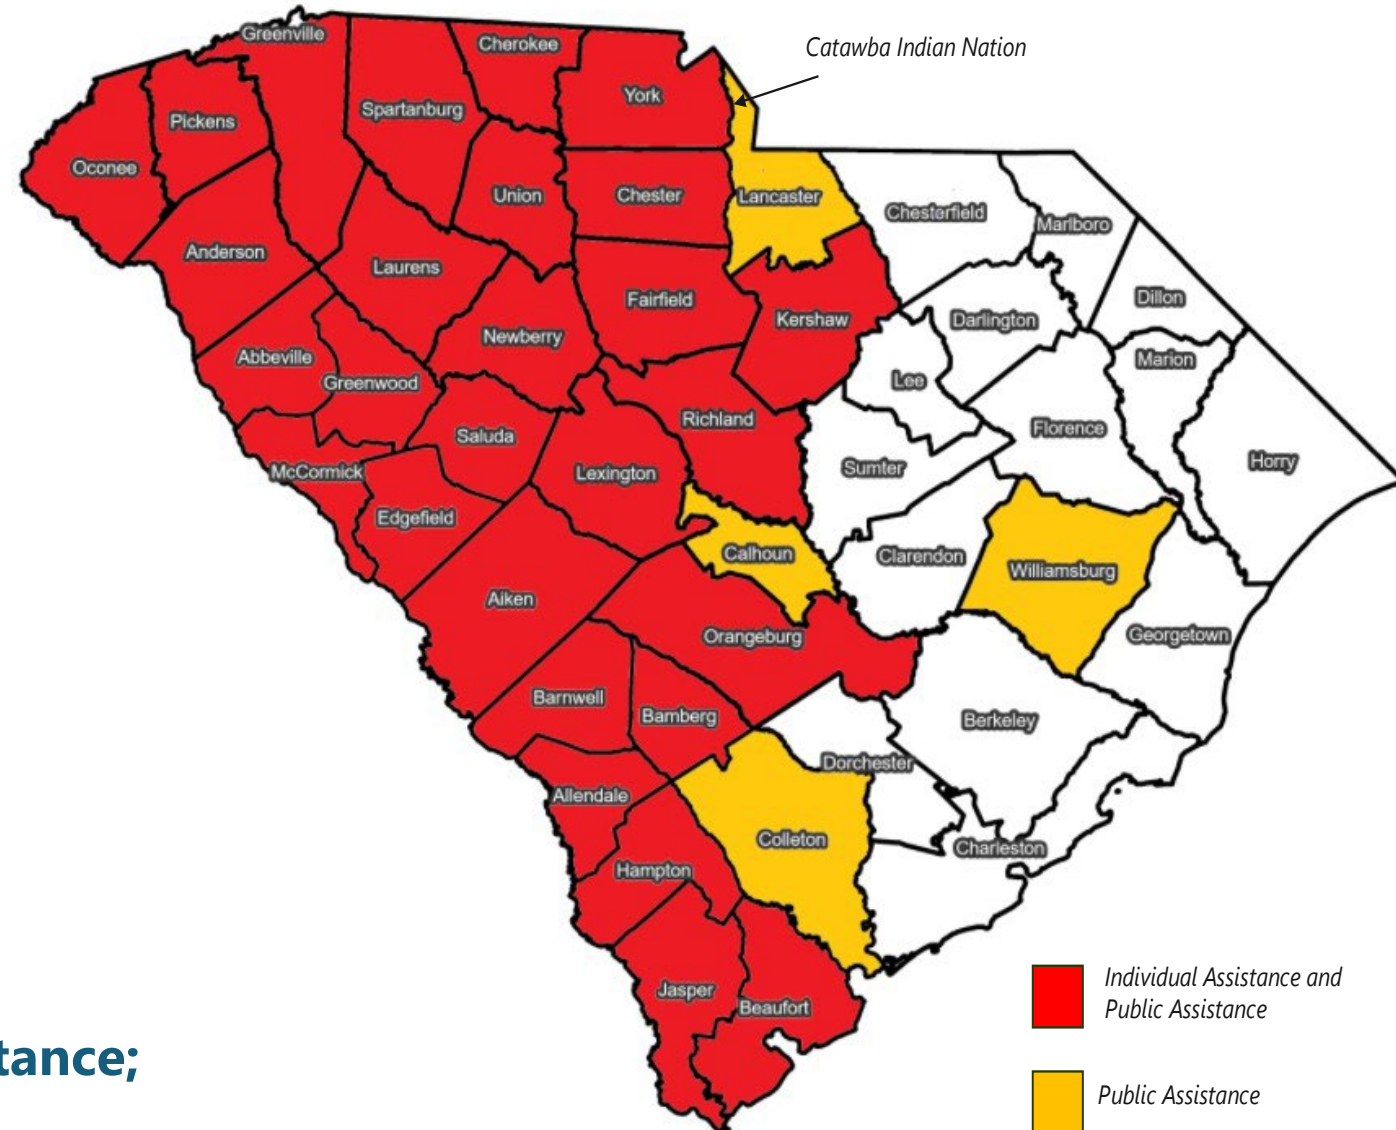 Greenville
Cherokee
Catawba Indian Nation
York
Spartanburg
Pickens
Oconee
Union
Chester
Lancaster
Chesterfield
Marlboro
Anderson
Laurens
Fairfield
Dillon
Kershaw
Darlington
Newberry
Abbeville
Marion
Greenwood
Lee
Richland
Florence
Saluda
Horry
Sumter
McCormick
Lexington
Edgefield
Calhoun
Clarendon
Williamsburg
Aiken
Orangeburg
Georgetown
Barnwell
Bamberg
Berkeley
Dorchester
Allendale
Colleton
Charleston
Hampton
Jasper
Beaufort
Individual Assistance and
Public Assistance
tance;
Public Assistance